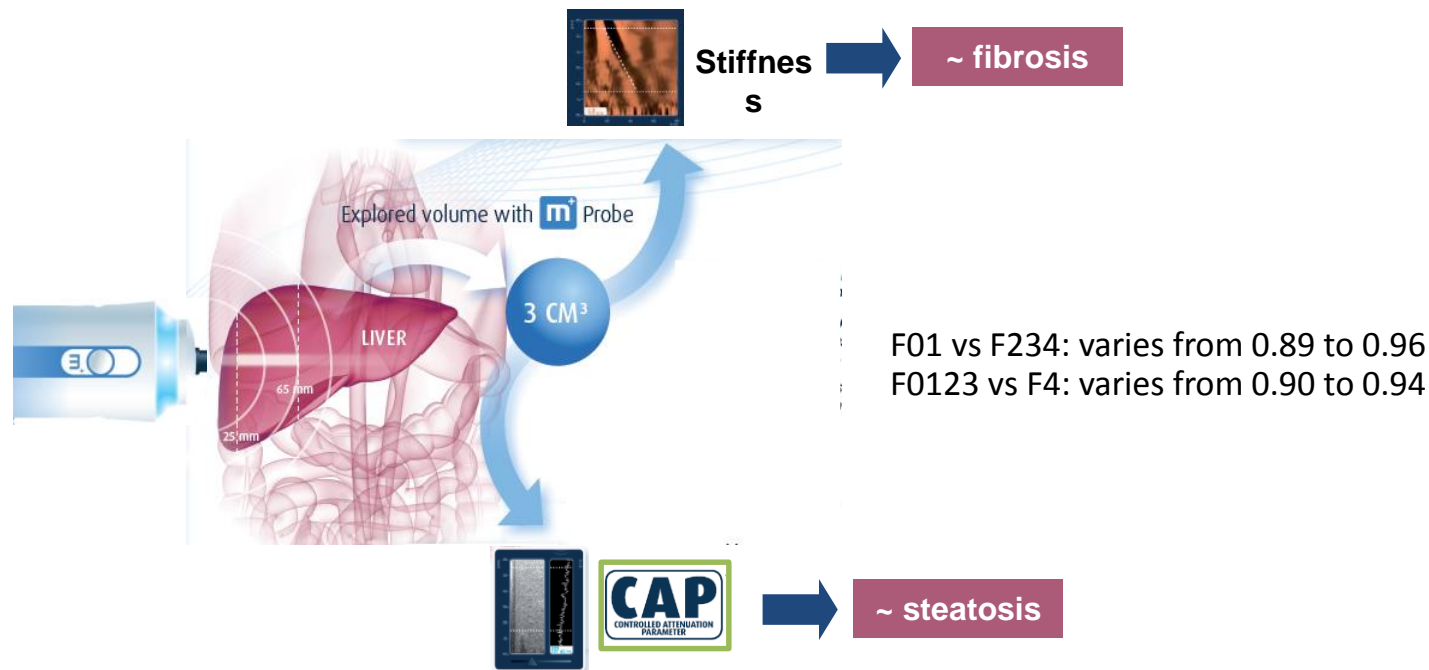 Stiffnes
s
~ fibrosis
Explored volume with m+ Probe
3 CM³
LIVER
65 mm
25 mm
m+
F01 vs F234: varies from 0.89 to 0.96
F0123 vs F4: varies from 0.90 to 0.94
CAP
CONTROLLED ATTENUATION
PARAMETER
~ steatosis